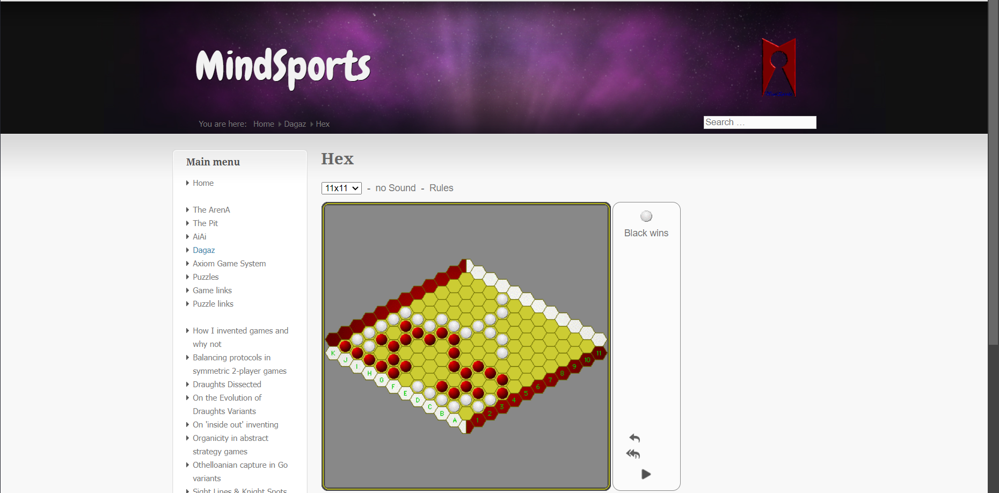 MindSports
You are here: Home Dagaz Hex
Search ...
Main menu
Home
The ArenA
The Pit
AiAi
Dagaz
Axiom Game System
Puzzles
Game links
Puzzle links
How I invented games and
why not
Balancing protocols in
symmetric 2-player games
Draughts Dissected
On the Evolution of
Draughts Variants
On 'inside out' inventing
Organicity in abstract
strategy games
Othelloanian capture in Go
variants
Sight Lines & Knight Spots
Hex
11x11 - no Sound - Rules
Black wins
K
J
I
H
G
F
E
D
C
B
A
1
2
3
4
5
6
7
8
9
10
11